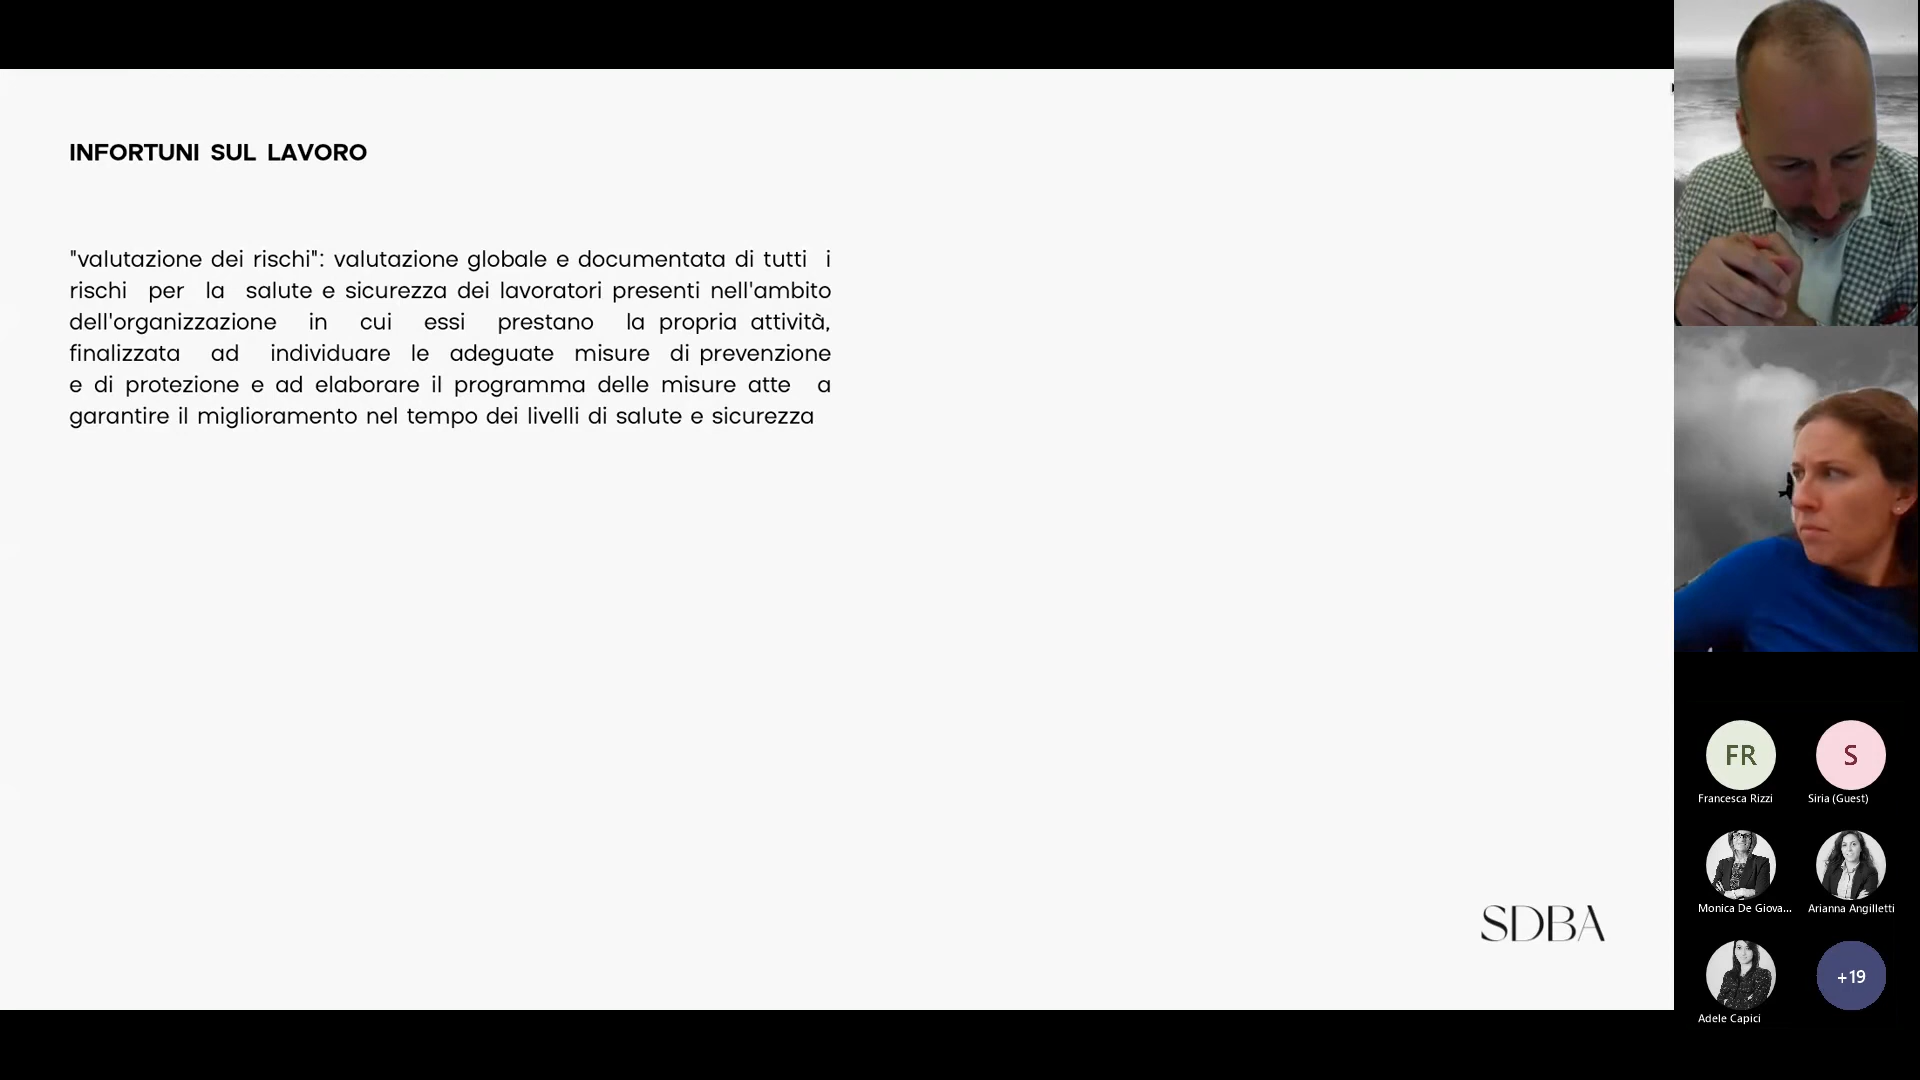 INFORTUNI SUL LAVORO
"valutazione dei rischi": valutazione globale e documentata di tutti i
rischi per la salute e sicurezza dei lavoratori presenti nell'ambito
dell'organizzazione in cui essi prestano la propria attività,
finalizzata ad individuare le adeguate misure di prevenzione
e di protezione e ad elaborare il programma delle misure atte a
garantire il miglioramento nel tempo dei livelli di salute e sicurezza
SDBA
FR
S
Francesca Rizzi
Siria (Guest)
Monica De Giova...
Arianna Angilletti
+19
Adele Capici